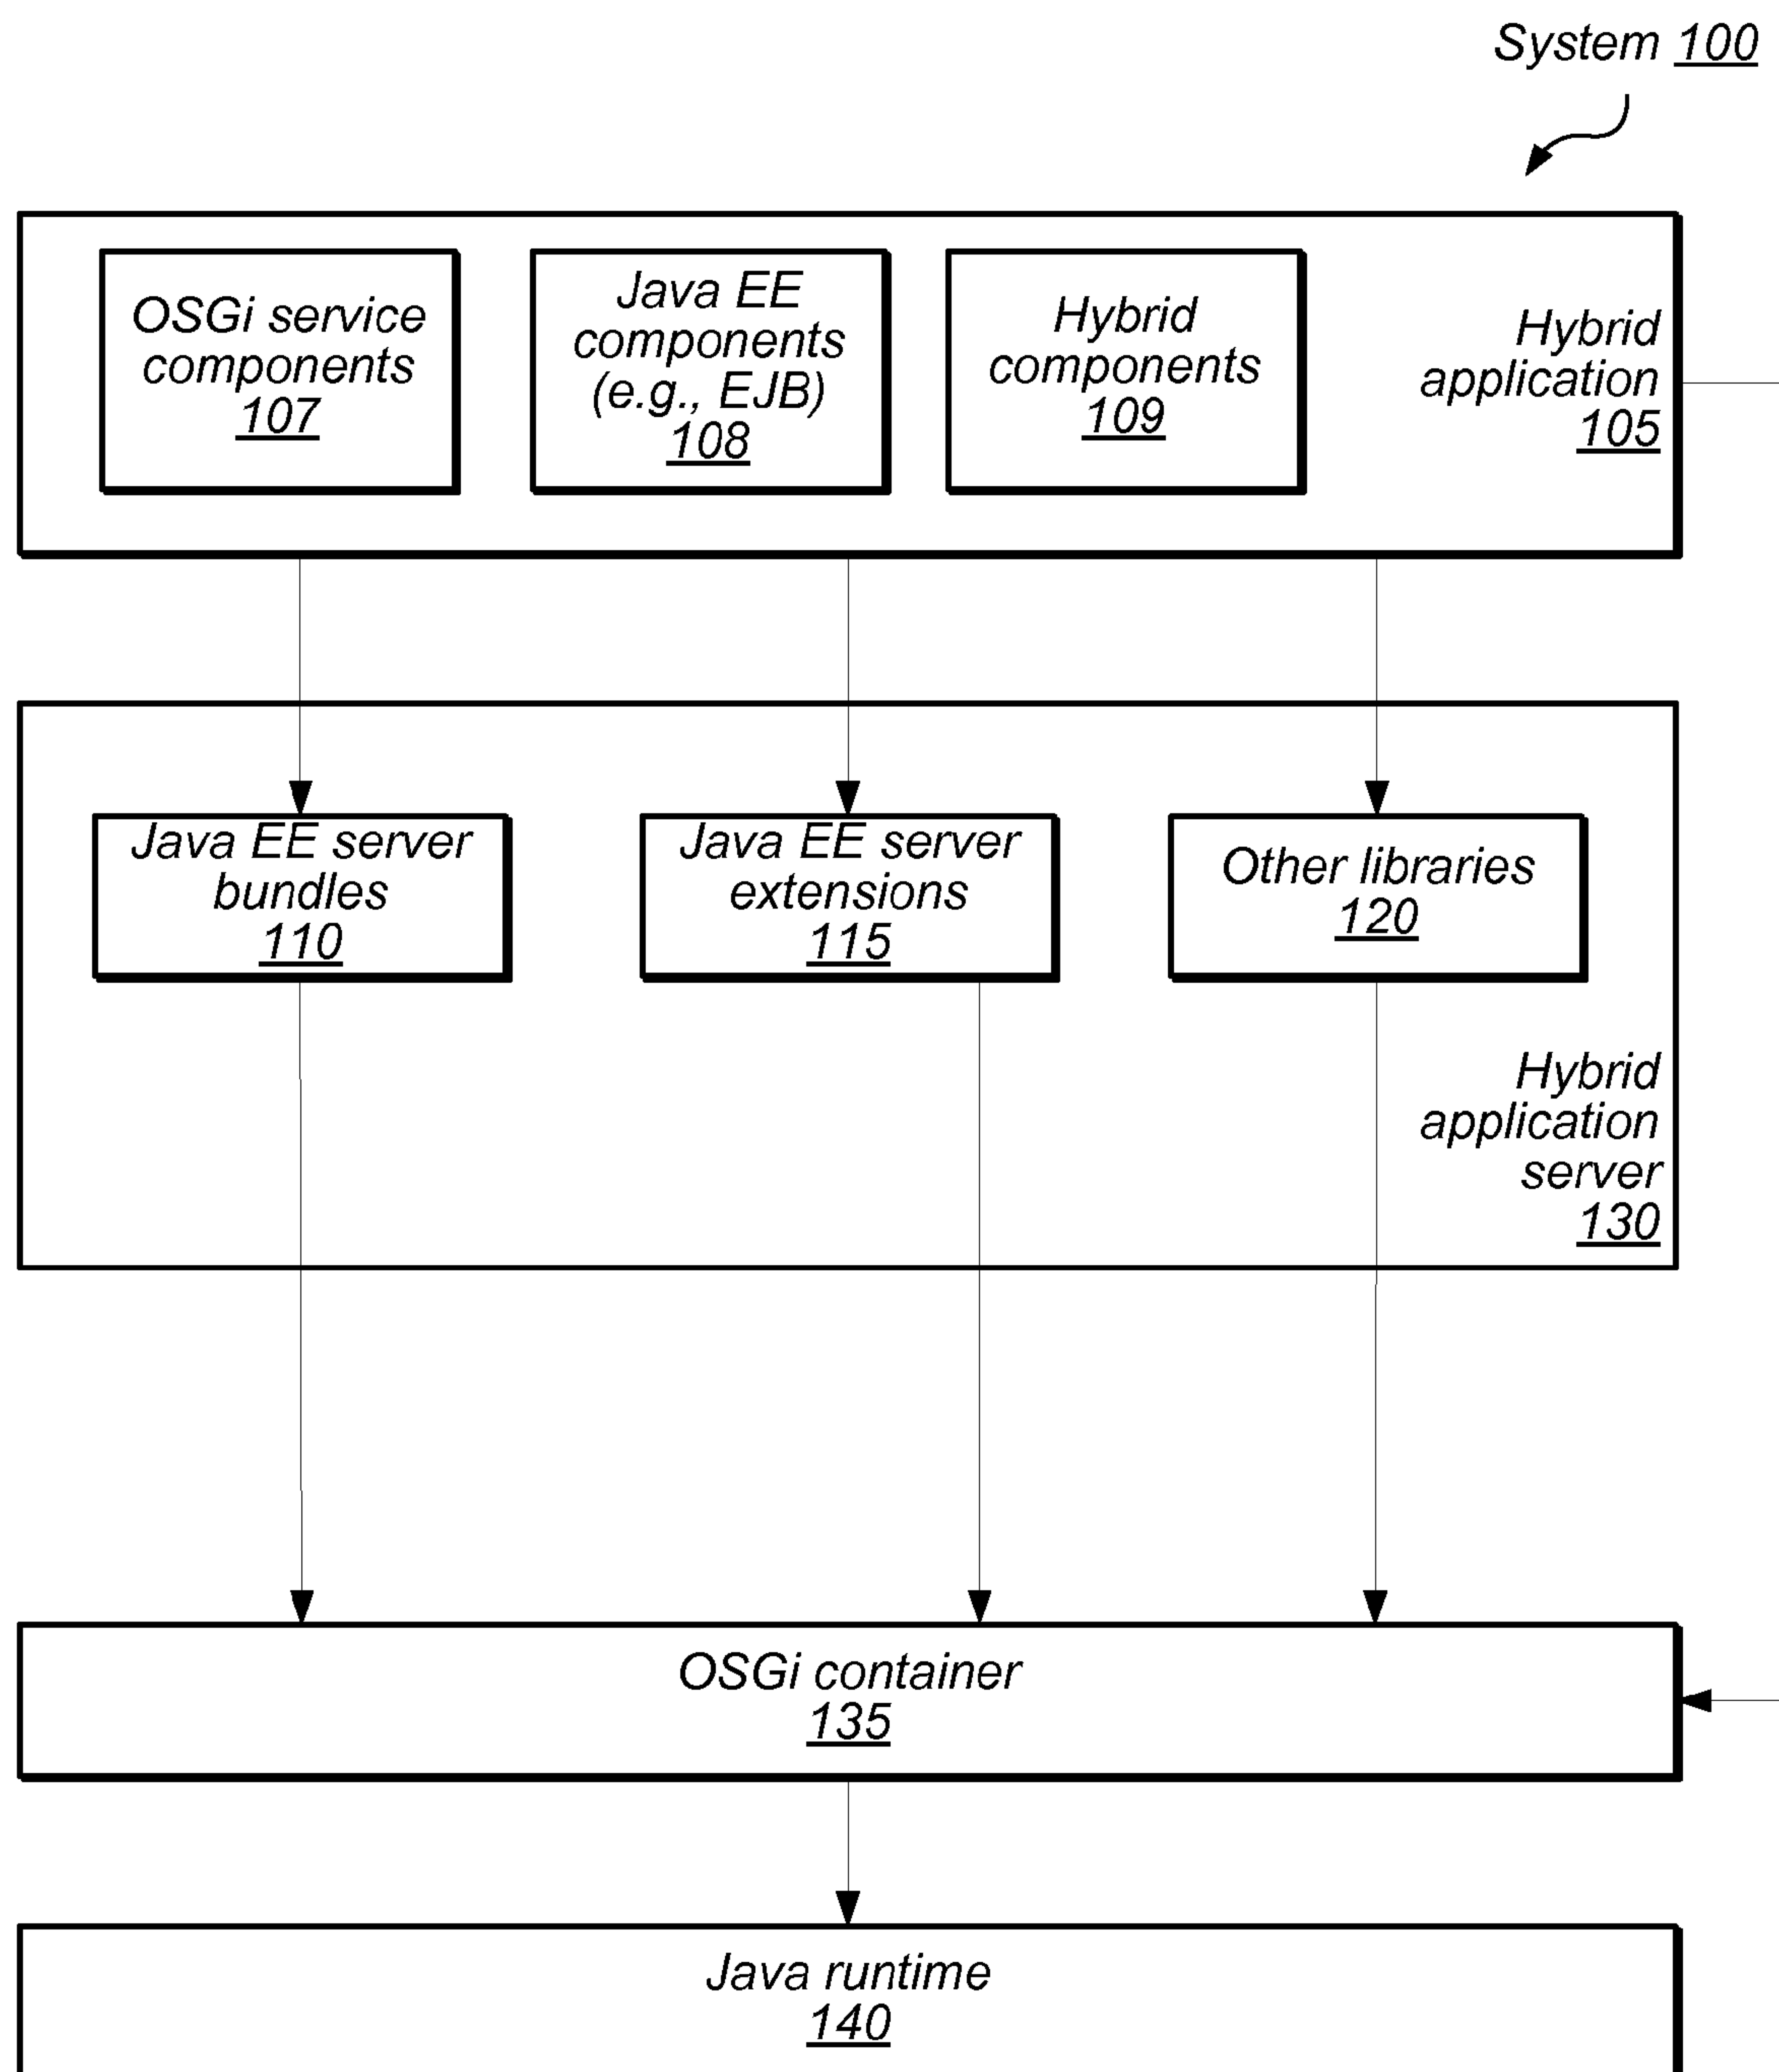 System 100
OSGi service
components
107
Java EE
components
(e.g., EJB)
108
Hybrid
components
109
Hybrid
application
105
Java EE server
bundles
110
Java EE server
extensions
115
Other libraries
120
Hybrid
application
server
130
OSGi container
135
Java runtime
140